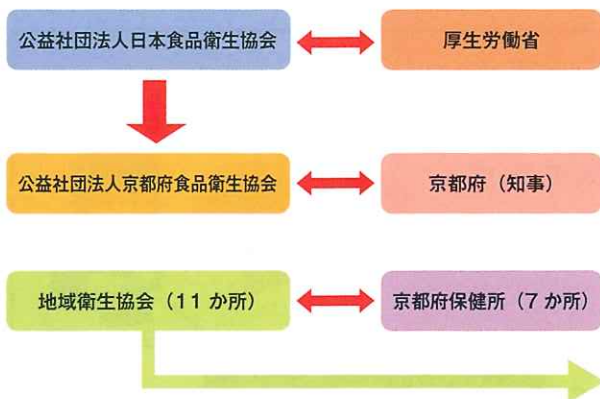 公益社団法人日本食品衛生協会
厚生労働省
公益社団法人京都府食品衛生協会
京都府（知事）
地域衛生協会（11 か所）
京都府保健所（7 か所）